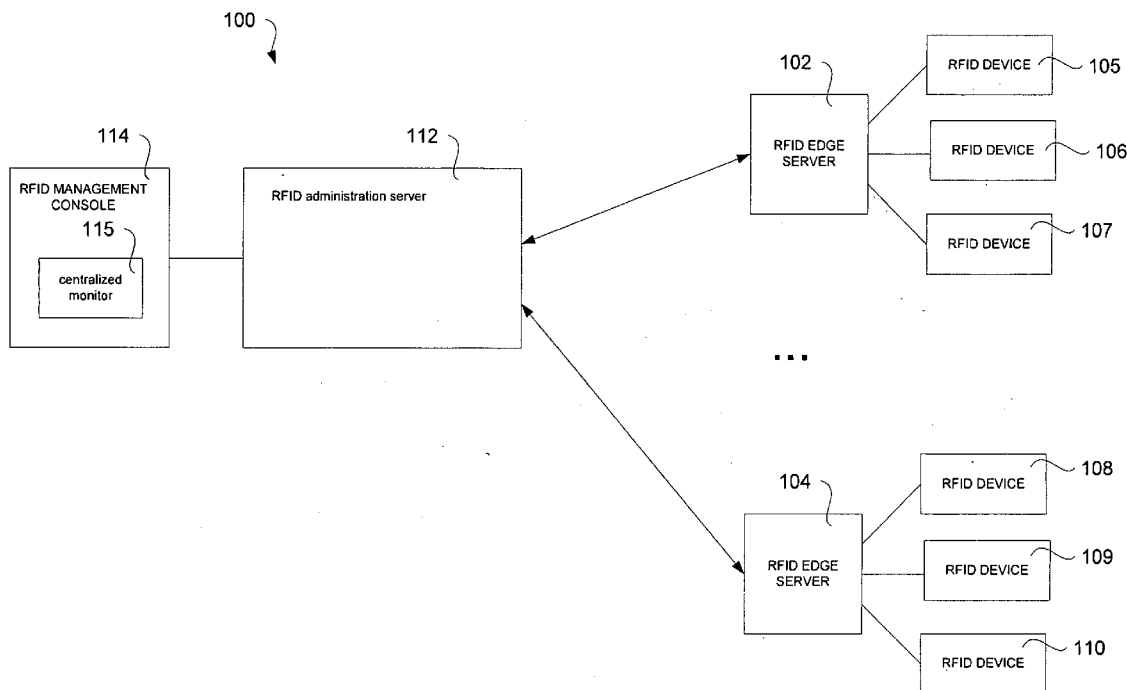 100
114
RFID MANAGEMENT
CONSOLE
115
centralized
monitor
112
RFID administration server
102
RFID EDGE
SERVER
RFID DEVICE
105
RFID DEVICE
106
RFID DEVICE
107
...
104
RFID EDGE
SERVER
RFID DEVICE
108
RFID DEVICE
109
RFID DEVICE
110